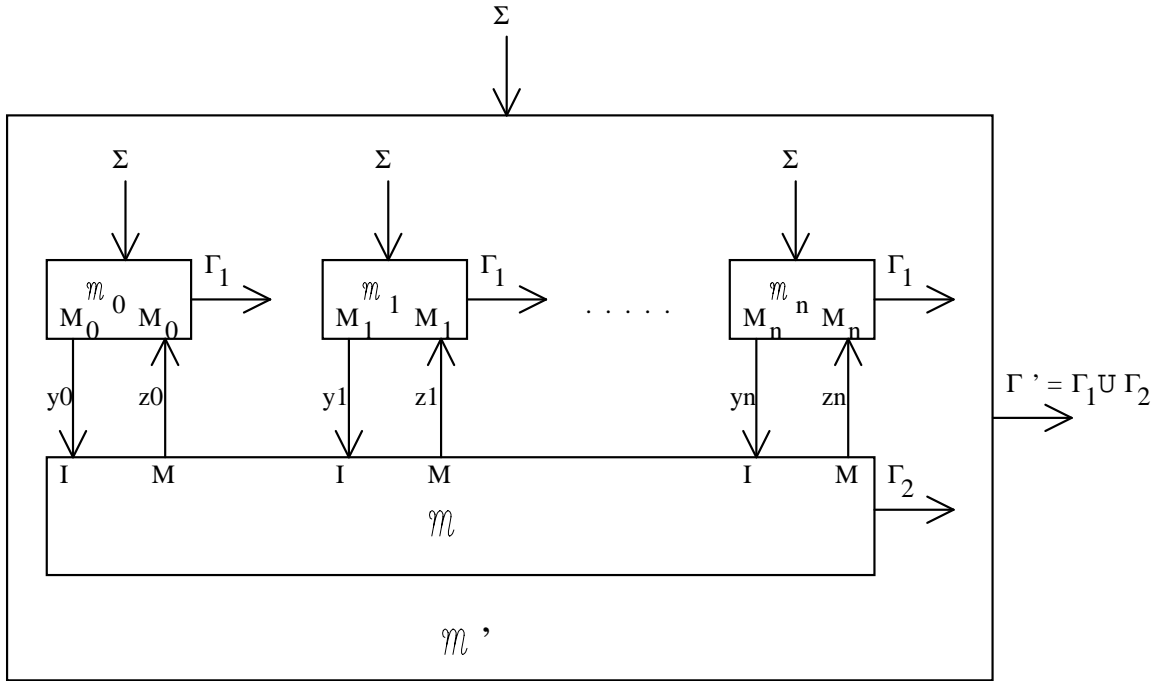 Σ
Σ Σ Σ
Γ₁ Γ₁ Γ₁
𝓂 0 𝓂 1 𝓂 n
M₀ M₀ M₁ M₁ . . . . . Mₙ Mₙ
Γ ’ = Γ₁ U Γ₂
y0 z0 y1 z1 yn zn
I M I M I M Γ₂
𝓂
𝓂 ’